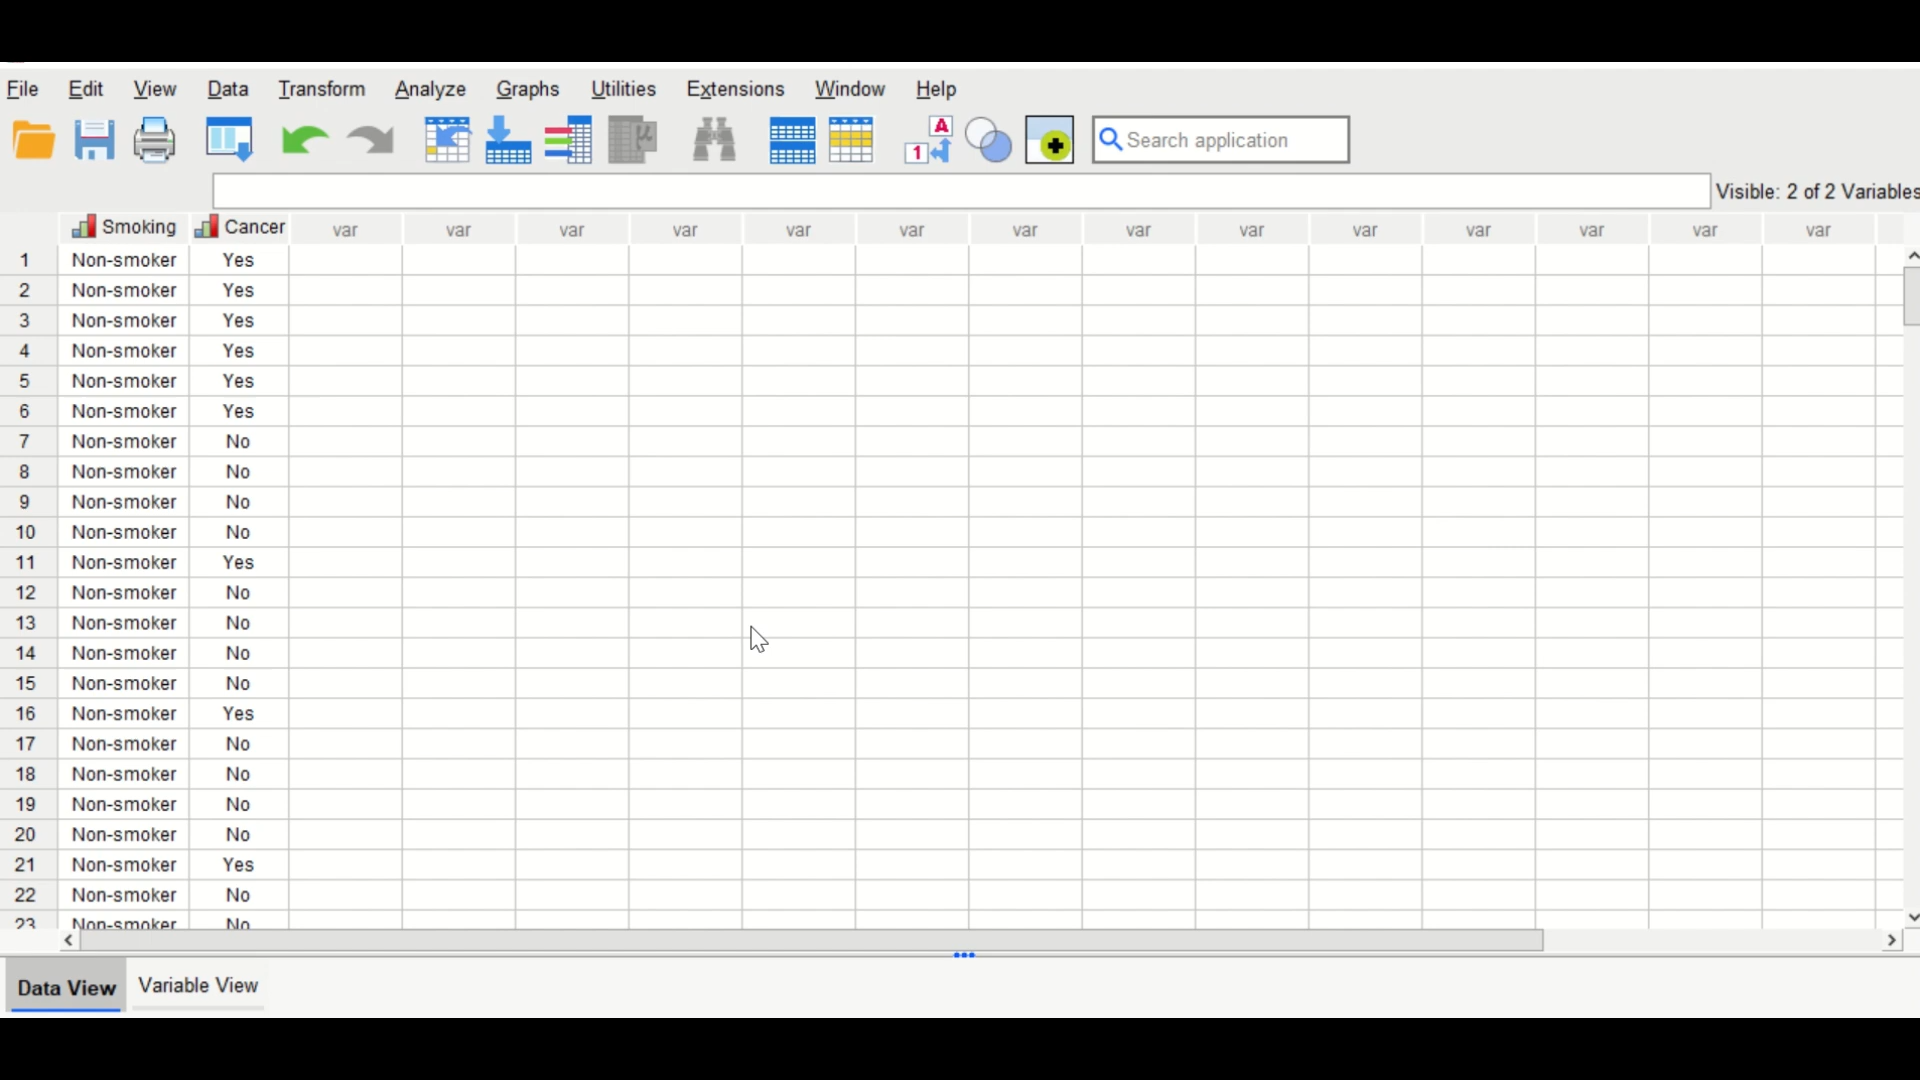 File Edit View Data Transform Analyze Graphs Utilities Extensions Window Help
A
1
µ
Search application
Visible: 2 of 2 Variables
Smoking Cancer var var var var var var var var var var var var var var
1 Non-smoker Yes
2 Non-smoker Yes
3 Non-smoker Yes
4 Non-smoker Yes
5 Non-smoker Yes
6 Non-smoker Yes
7 Non-smoker No
8 Non-smoker No
9 Non-smoker No
10 Non-smoker No
11 Non-smoker Yes
12 Non-smoker No
13 Non-smoker No
14 Non-smoker No
15 Non-smoker No
16 Non-smoker Yes
17 Non-smoker No
18 Non-smoker No
19 Non-smoker No
20 Non-smoker No
21 Non-smoker Yes
22 Non-smoker No
23 Non-smoker No
Data View Variable View